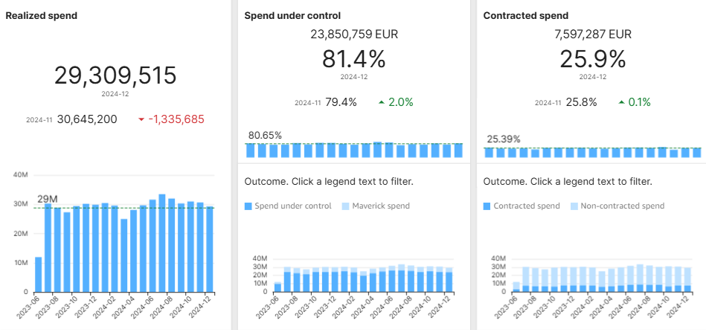 Realized spend
29,309,515
2024-12
2024-11 30,645,200 -1,335,685
40M
30M
20M
10M
0
29M
2023-06
2023-08
2023-10
2023-12
2024-02
2024-04
2024-06
2024-08
2024-10
2024-12
Spend under control
23,850,759 EUR
81.4%
2024-12
2024-11 79.4% 2.0%
80.65%
Outcome. Click a legend text to filter.
Spend under control Maverick spend
40M
30M
20M
10M
0
2023-06
2023-08
2023-10
2023-12
2024-02
2024-04
2024-06
2024-08
2024-10
2024-12
Contracted spend
7,597,287 EUR
25.9%
2024-12
2024-11 25.8% 0.1%
25.39%
Outcome. Click a legend text to filter.
Contracted spend Non-contracted spend
40M
30M
20M
10M
0
2023-06
2023-08
2023-10
2023-12
2024-02
2024-04
2024-06
2024-08
2024-10
2024-12